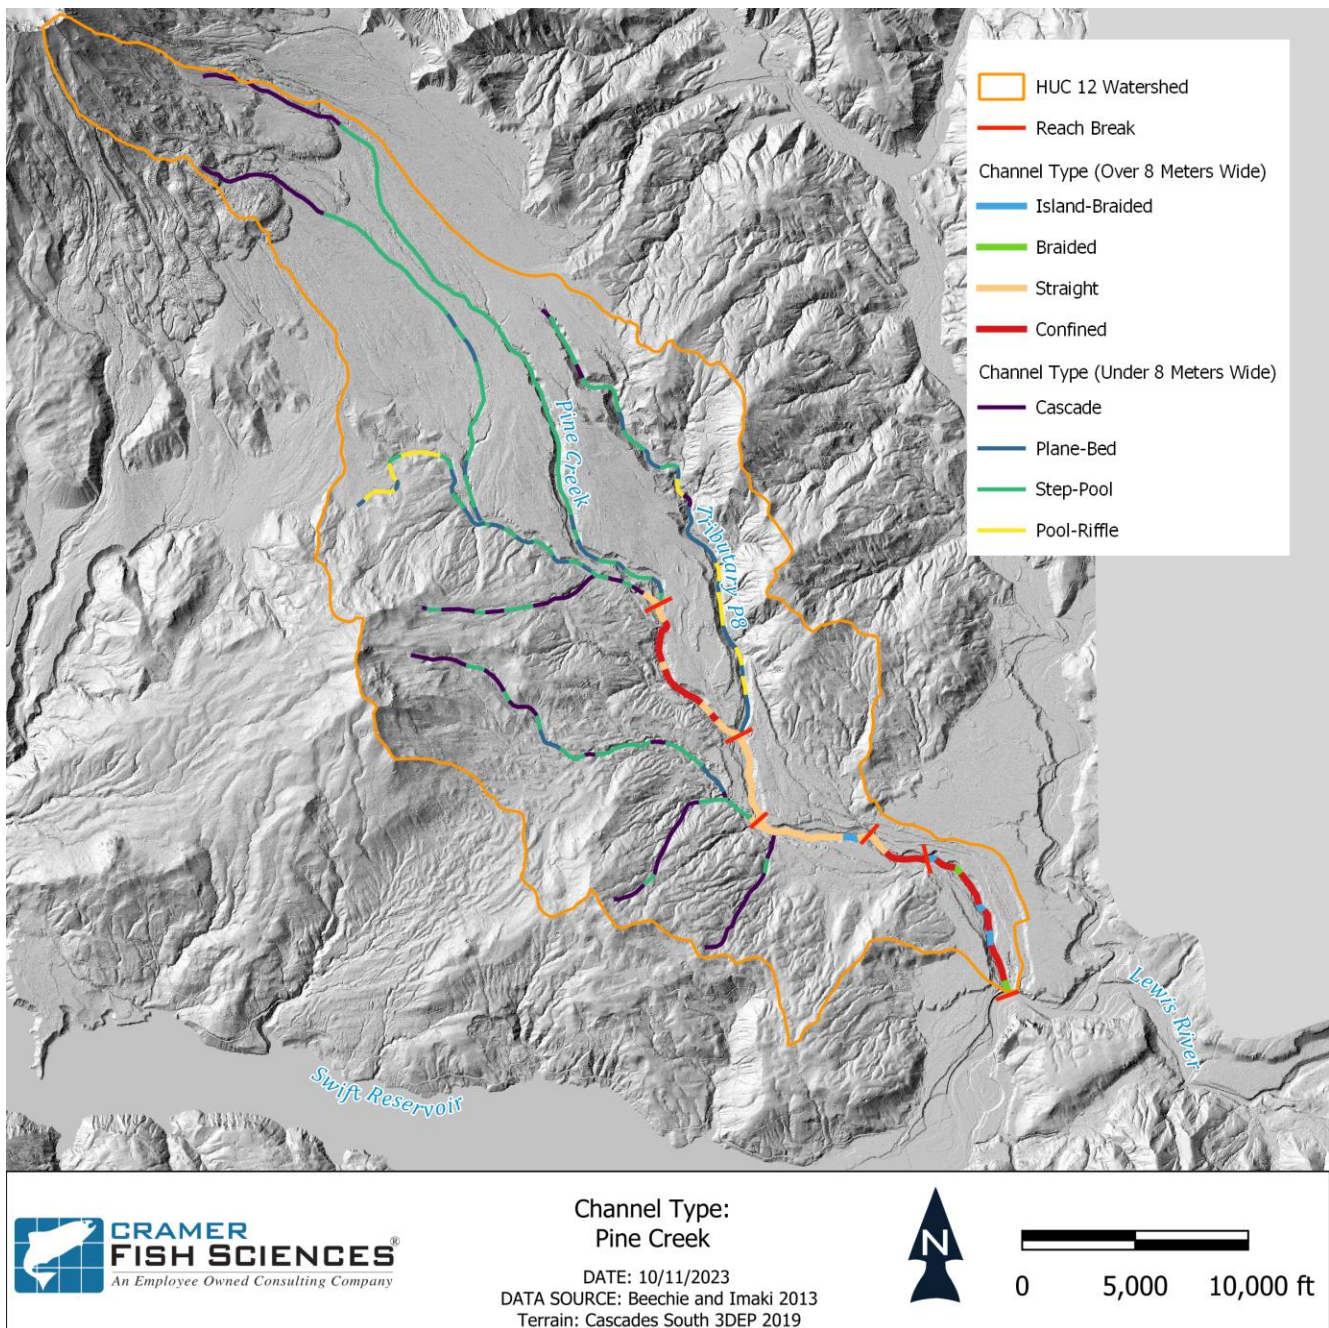 HUC 12 Watershed
Reach Break
Channel Type (Over 8 Meters Wide)
Island-Braided
Braided
Straight
Confined
Channel Type (Under 8 Meters Wide)
Cascade
Plane-Bed
Step-Pool
Pool-Riffle
Pine Creek
Tributary P8
Lewis River
Swift Reservoir
CRAMER
FISH SCIENCES®
An Employee Owned Consulting Company
Channel Type:
Pine Creek
DATE: 10/11/2023
DATA SOURCE: Beechie and Imaki 2013
Terrain: Cascades South 3DEP 2019
N
0 5,000 10,000 ft